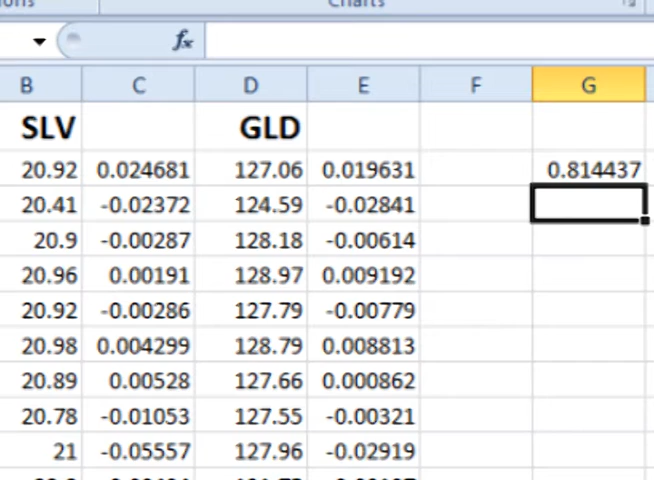 Charts
fx
B C D E F G
SLV GLD
20.92 0.024681 127.06 0.019631 0.814437
20.41 -0.02372 124.59 -0.02841
20.9 -0.00287 128.18 -0.00614
20.96 0.00191 128.97 0.009192
20.92 -0.00286 127.79 -0.00779
20.98 0.004299 128.79 0.008813
20.89 0.00528 127.66 0.000862
20.78 -0.01053 127.55 -0.00321
21 -0.05557 127.96 -0.02919